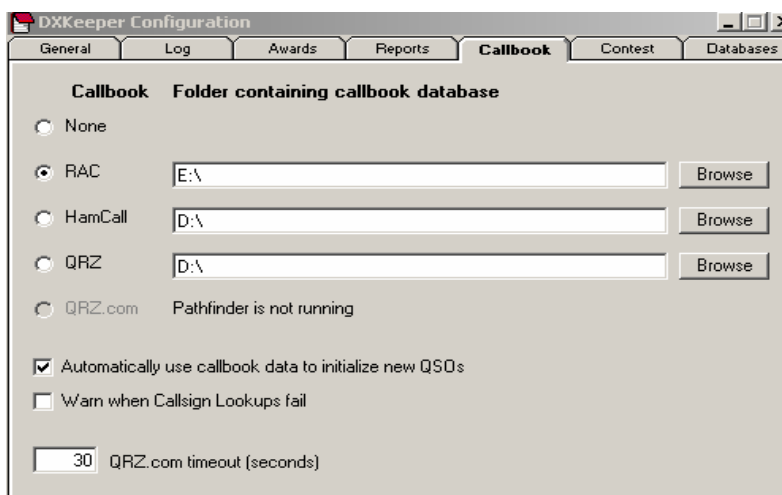 DXKeeper Configuration
General Log Awards Reports Callbook Contest Databases
Callbook Folder containing callbook database
None
RAC E:\ Browse
HamCall D:\ Browse
QRZ D:\ Browse
QRZ.com Pathfinder is not running
Automatically use callbook data to initialize new QSOs
Warn when Callsign Lookups fail
30 QRZ.com timeout (seconds)